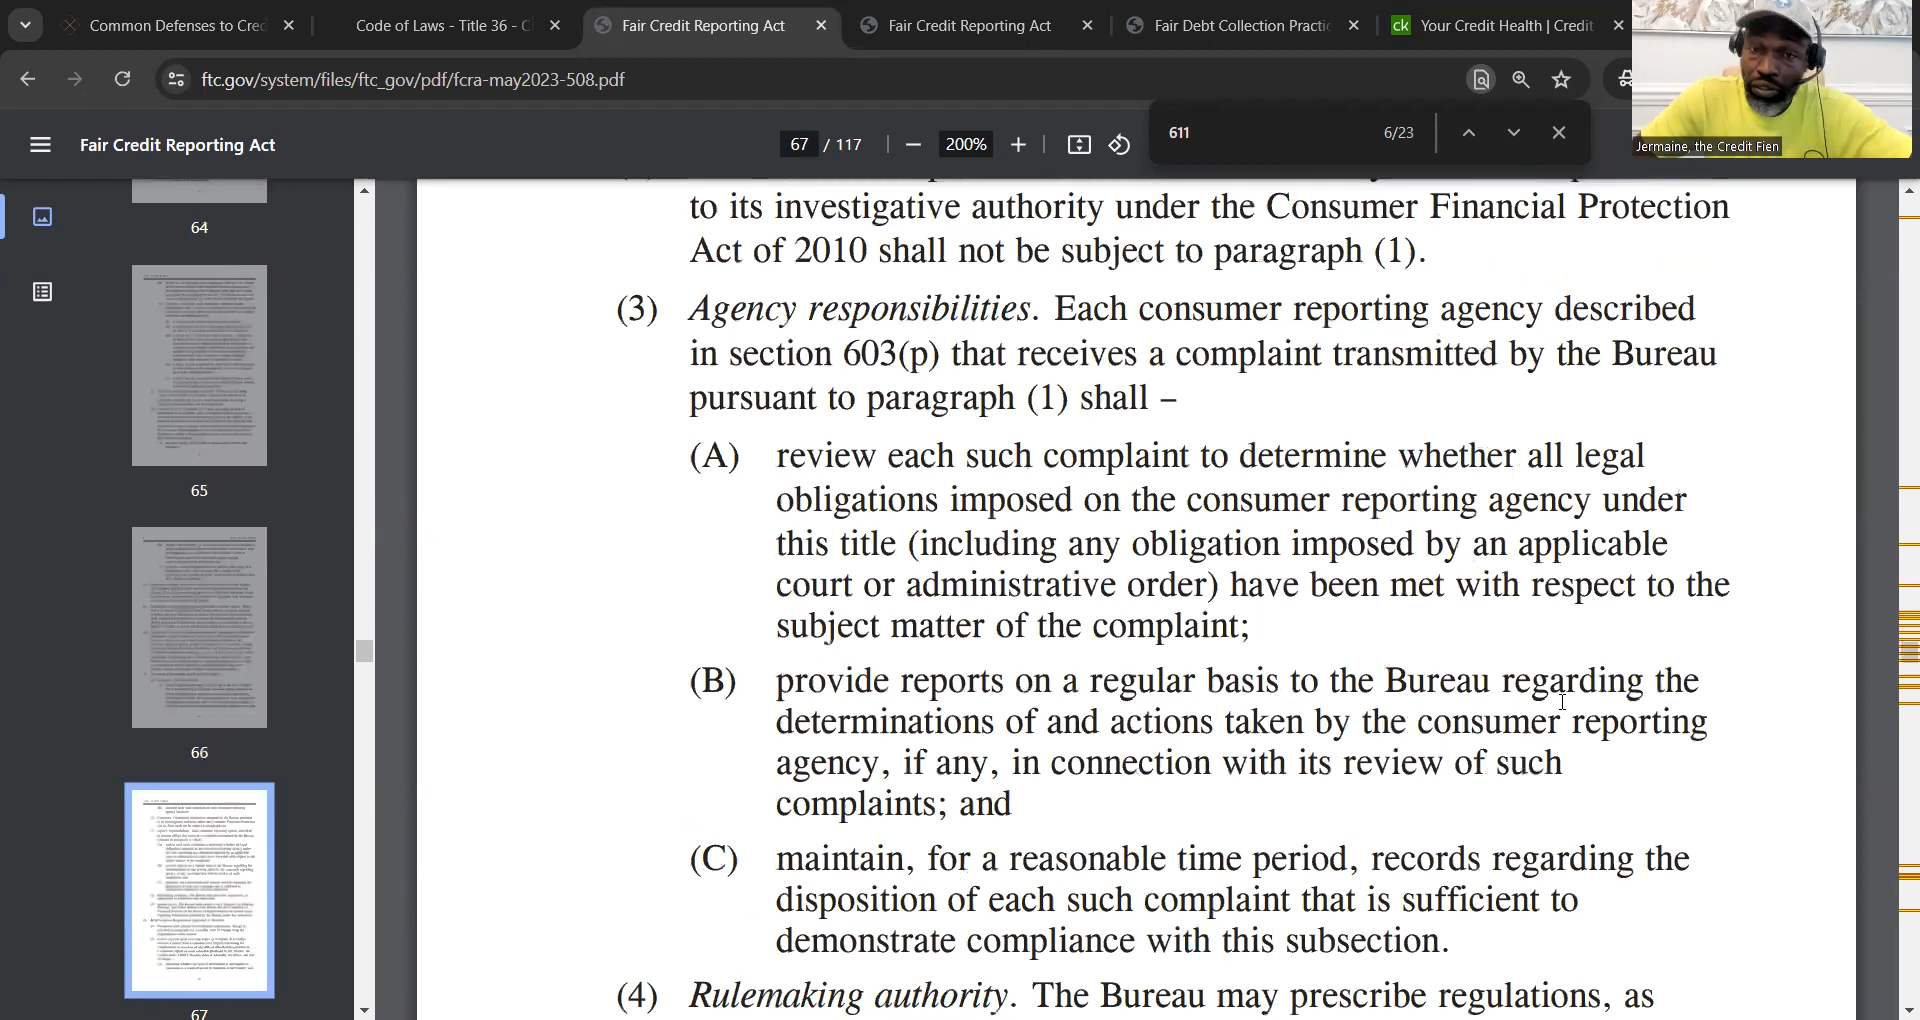 Common Defenses to Cred
Code of Laws - Title 36 - C
Fair Credit Reporting Act
Fair Credit Reporting Act
Fair Debt Collection Practic
ck
Your Credit Health | Credit
ftc.gov/system/files/ftc_gov/pdf/fcra-may2023-508.pdf
Fair Credit Reporting Act
67 / 117
200%
611
6/23
Jermaine, the Credit Fien
64
65
66
67
to its investigative authority under the Consumer Financial Protection
Act of 2010 shall not be subject to paragraph (1).
(3) Agency responsibilities. Each consumer reporting agency described
in section 603(p) that receives a complaint transmitted by the Bureau
pursuant to paragraph (1) shall –
(A) review each such complaint to determine whether all legal
obligations imposed on the consumer reporting agency under
this title (including any obligation imposed by an applicable
court or administrative order) have been met with respect to the
subject matter of the complaint;
(B) provide reports on a regular basis to the Bureau regarding the
determinations of and actions taken by the consumer reporting
agency, if any, in connection with its review of such
complaints; and
(C) maintain, for a reasonable time period, records regarding the
disposition of each such complaint that is sufficient to
demonstrate compliance with this subsection.
(4) Rulemaking authority. The Bureau may prescribe regulations, as